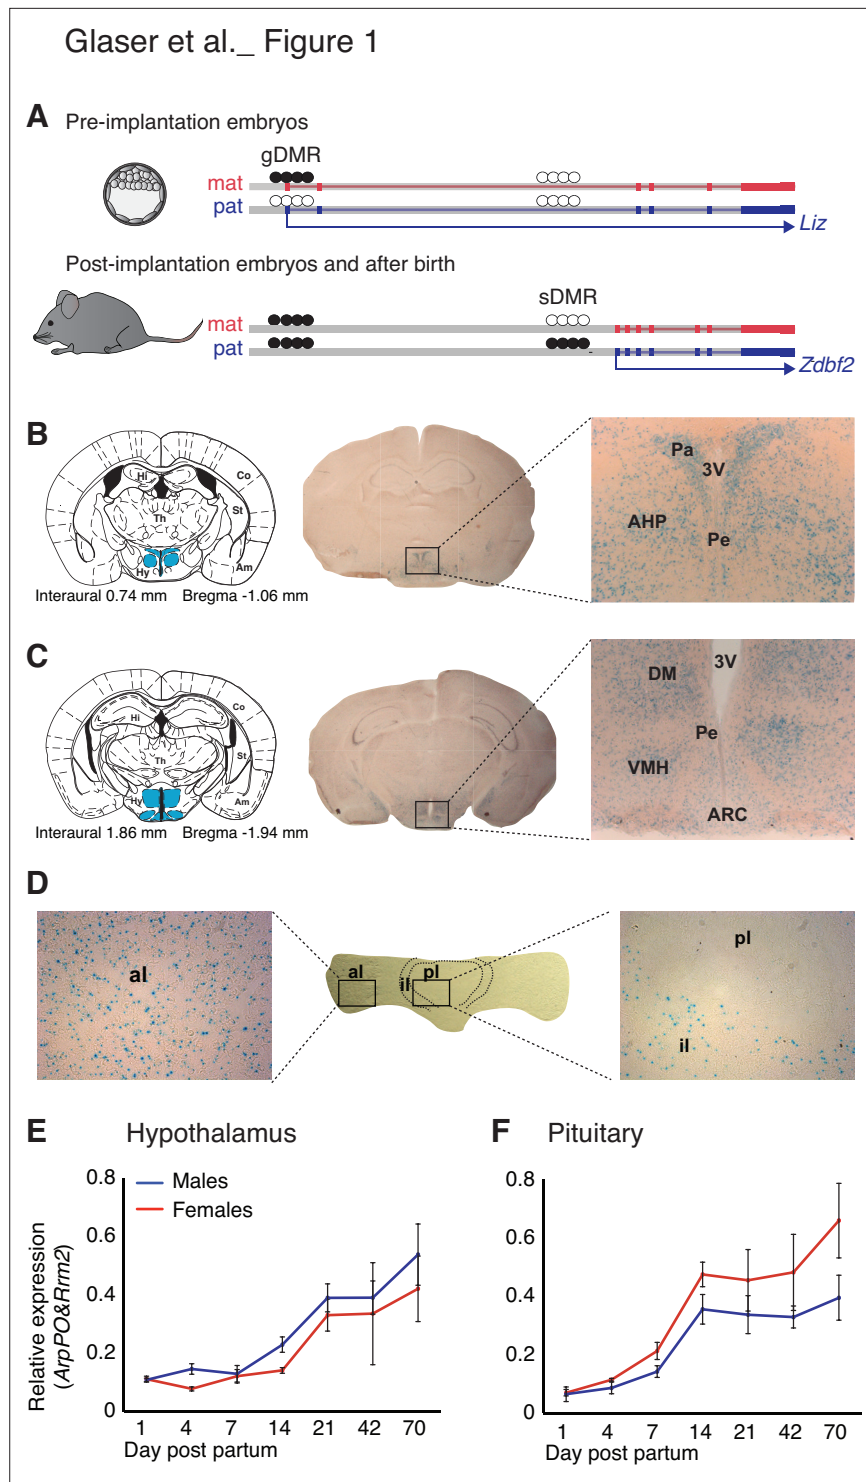 Glaser et al._ Figure 1
A Pre-implantation embryos
gDMR
mat
pat
Liz
Post-implantation embryos and after birth
sDMR
mat
pat
Zdbf2
B
Hi
Co
Th
St
Hy
Am
Interaural 0.74 mm Bregma -1.06 mm
Pa
3V
AHP
Pe
C
Hi
Co
Th
St
Hy
Am
Interaural 1.86 mm Bregma -1.94 mm
3V
DM
Pe
VMH
ARC
D
al
al
pl
il
pl
il
E Hypothalamus
Males
Females
Relative expression
(ArpPO&Rrm2)
0.8
0.6
0.4
0.2
0
1 4 7 14 21 42 70
Day post partum
F Pituitary
0.8
0.6
0.4
0.2
0
1 4 7 14 21 42 70
Day post partum